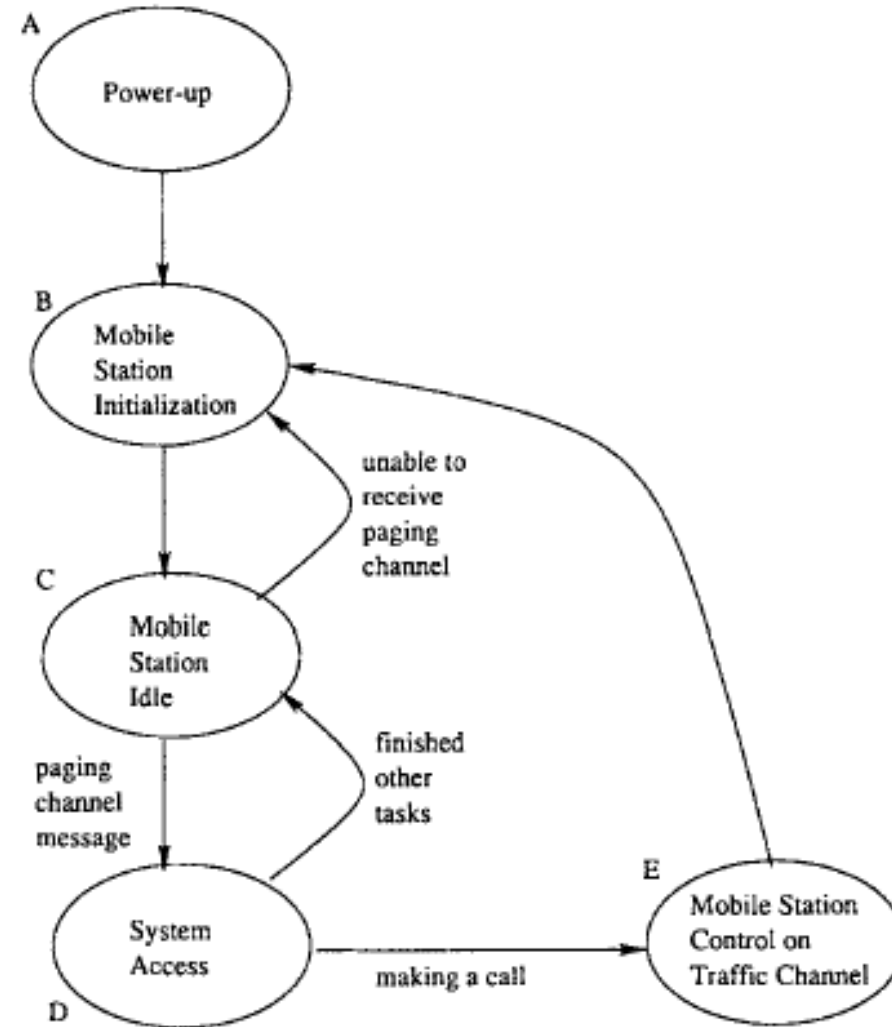 A
Power-up
B
Mobile
Station
Initialization
unable to
receive
paging
channel
C
Mobile
Station
Idle
finished
other
tasks
paging
channel
message
E
Mobile Station
Control on
Traffic Channel
System
Access
making a call
D